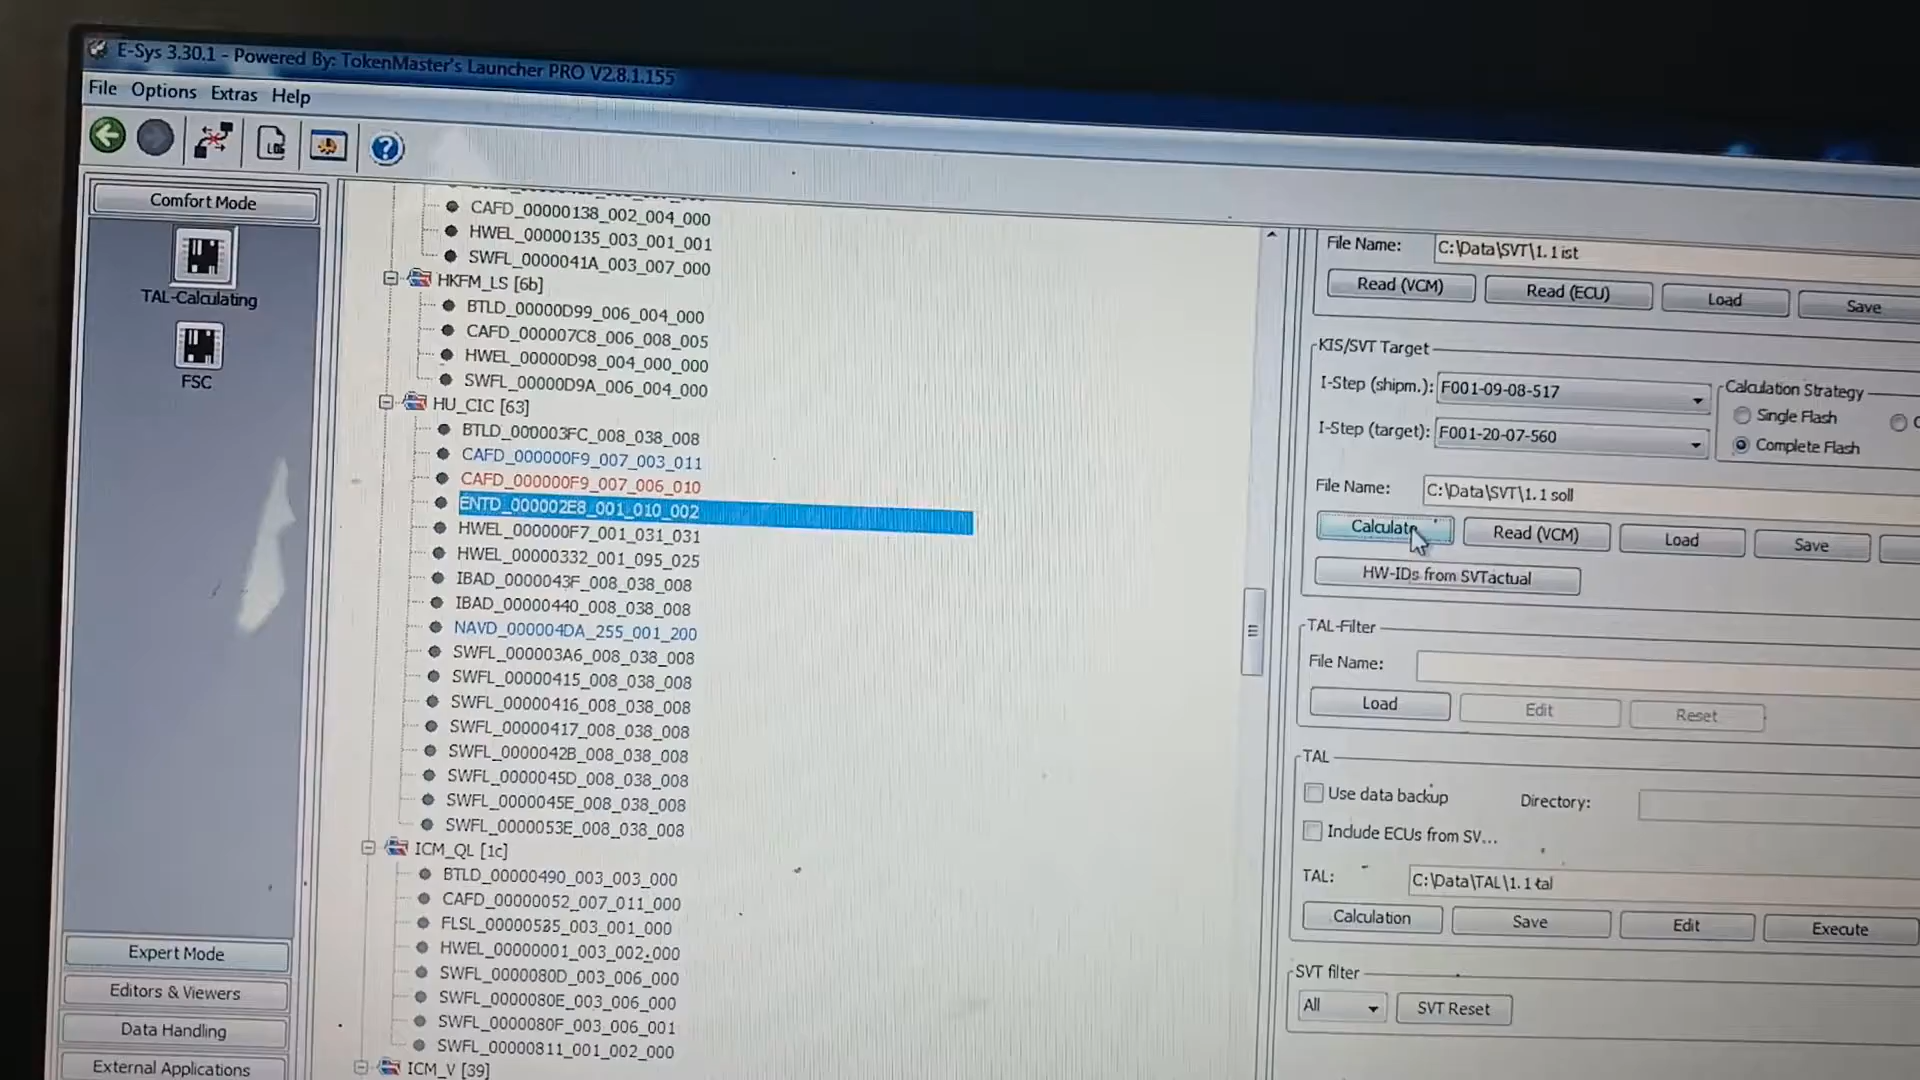 E-Sys 3.30.1 - Powered By: TokenMaster's Launcher PRO V2.8.1.155
File Options Extras Help
LOG
Comfort Mode
TAL-Calculating
FSC
Expert Mode
Editors & Viewers
Data Handling
External Applications
CAFD_00000138_002_004_000
HWEL_00000135_003_001_001
SWFL_0000041A_003_007_000
HKFM_LS [6b]
BTLD_00000D99_006_004_000
CAFD_000007C8_006_008_005
HWEL_00000D98_004_000_000
SWFL_00000D9A_006_004_000
HU_CIC [63]
BTLD_000003FC_008_038_008
CAFD_000000F9_007_003_011
CAFD_000000F9_007_006_010
ENTD_000002E8_001_010_002
HWEL_000000F7_001_031_031
HWEL_00000332_001_095_025
IBAD_0000043F_008_038_008
IBAD_00000440_008_038_008
NAVD_000004DA_255_001_200
SWFL_000003A6_008_038_008
SWFL_00000415_008_038_008
SWFL_00000416_008_038_008
SWFL_00000417_008_038_008
SWFL_0000042B_008_038_008
SWFL_0000045D_008_038_008
SWFL_0000045E_008_038_008
SWFL_0000053E_008_038_008
ICM_QL [1c]
BTLD_00000490_003_003_000
CAFD_00000052_007_011_000
FLSL_00000535_003_001_000
HWEL_00000001_003_002_000
SWFL_0000080D_003_006_000
SWFL_0000080E_003_006_000
SWFL_0000080F_003_006_001
SWFL_00000811_001_002_000
ICM_V [39]
File Name: C:\Data\SVT\1.1 ist
Read (VCM) Read (ECU) Load Save
KIS/SVT Target
I-Step (shipm.): F001-09-08-517
I-Step (target): F001-20-07-560
Calculation Strategy
Single Flash
Complete Flash
File Name: C:\Data\SVT\1.1 soll
Calculate Read (VCM) Load Save
HW-IDs from SVTactual
TAL-Filter
File Name:
Load Edit Reset
TAL
Use data backup Directory:
Include ECUs from SV...
TAL: C:\Data\TAL\1.1 tal
Calculation Save Edit Execute
SVT filter
All SVT Reset